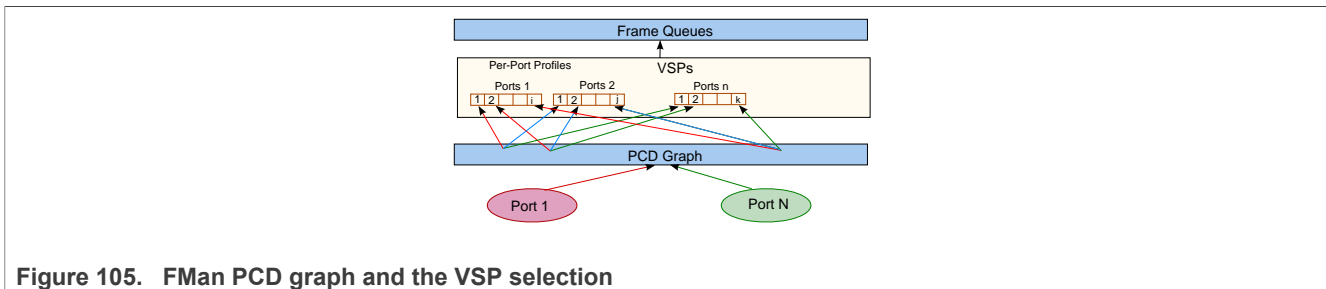 Frame Queues
Per-Port Profiles
VSPs
Ports 1
Ports 2
Ports n
1 2 i
1 2 j
1 2 k
PCD Graph
Port 1
Port N
Figure 105. FMan PCD graph and the VSP selection